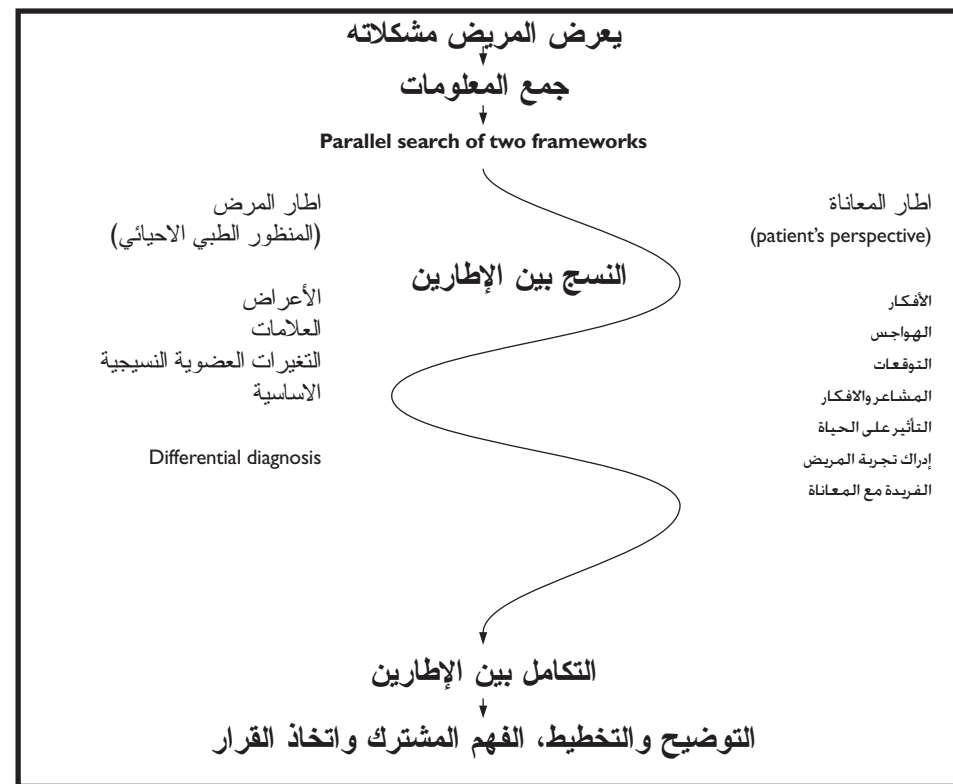 يعرض المريض مشكلاته
جمع المعلومات
Parallel search of two frameworks
اطار المعاناة
(patient's perspective)
الأفكار
الهواجس
التوقعات
المشاعر والافكار
التأثير على الحياة
إدراك تجربة المريض
الفريدة مع المعاناة
النسج بين الإطارين
اطار المرض
(المنظور الطبي الاحيائي)
الأعراض
العلامات
التغيرات العضوية النسيجية
الاساسية
Differential diagnosis
التكامل بين الإطارين
التوضيح والتخطيط، الفهم المشترك واتخاذ القرار